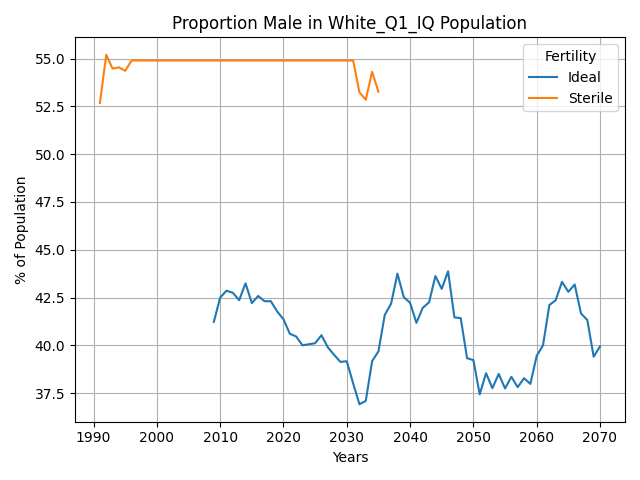 Proportion Male in White_Q1_IQ Population
% of Population
55.0
52.5
50.0
47.5
45.0
42.5
40.0
37.5
Fertility
Ideal
Sterile
1990 2000 2010 2020 2030 2040 2050 2060 2070
Years